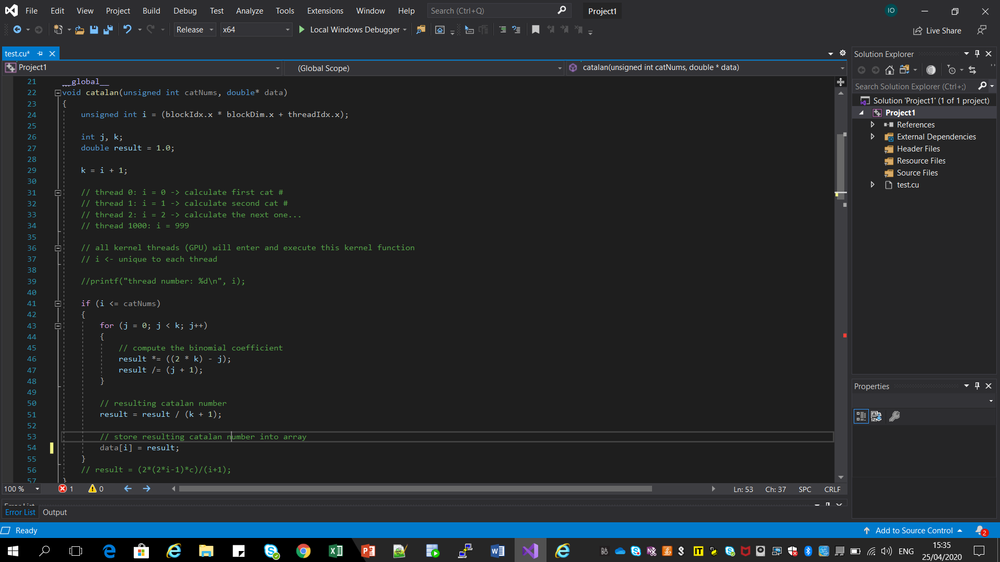 File Edit View Project Build Debug Test Analyze Tools Extensions Window Help Search (Ctrl+Q) Project1 IO
Release x64 Local Windows Debugger Live Share
test.cu*
Project1 (Global Scope) catalan(unsigned int catNums, double * data)
21 __global__
22 void catalan(unsigned int catNums, double* data)
23 {
24 unsigned int i = (blockIdx.x * blockDim.x + threadIdx.x);
25
26 int j, k;
27 double result = 1.0;
28
29 k = i + 1;
30
31 // thread 0: i = 0 -> calculate first cat #
32 // thread 1: i = 1 -> calculate second cat #
33 // thread 2: i = 2 -> calculate the next one...
34 // thread 1000: i = 999
35
36 // all kernel threads (GPU) will enter and execute this kernel function
37 // i <- unique to each thread
38
39 //printf("thread number: %d\n", i);
40
41 if (i <= catNums)
42 {
43 for (j = 0; j < k; j++)
44 {
45 // compute the binomial coefficient
46 result *= ((2 * k) - j);
47 result /= (j + 1);
48 }
49
50 // resulting catalan number
51 result = result / (k + 1);
52
53 // store resulting catalan number into array
54 data[i] = result;
55 }
56 // result = (2*(2*i-1)*c)/(i+1);
57 }
100 % 1 0 Ln: 53 Ch: 37 SPC CRLF
Error List
Error List Output
Solution Explorer
Search Solution Explorer (Ctrl+;)
Solution 'Project1' (1 of 1 project)
Project1
References
External Dependencies
Header Files
Resource Files
Source Files
test.cu
Properties
Ready Add to Source Control 2
ENG 15:35
25/04/2020